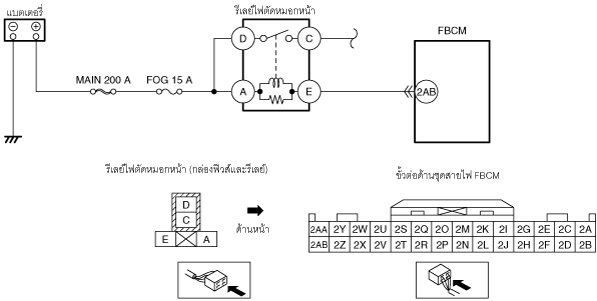 แบตเตอรี่
รีเลย์ไฟตัดหมอกหน้า
− +
D C
FBCM
MAIN 200 A FOG 15 A
A E
2AB
รีเลย์ไฟตัดหมอกหน้า (กล่องฟิวส์และรีเลย์)
ขั้วต่อด้านชุดสายไฟ FBCM
D
C
E A
ด้านหน้า
2AA 2Y 2W 2U 2S 2Q 2O 2M 2K 2I 2G 2E 2C 2A
2AB 2Z 2X 2V 2T 2R 2P 2N 2L 2J 2H 2F 2D 2B